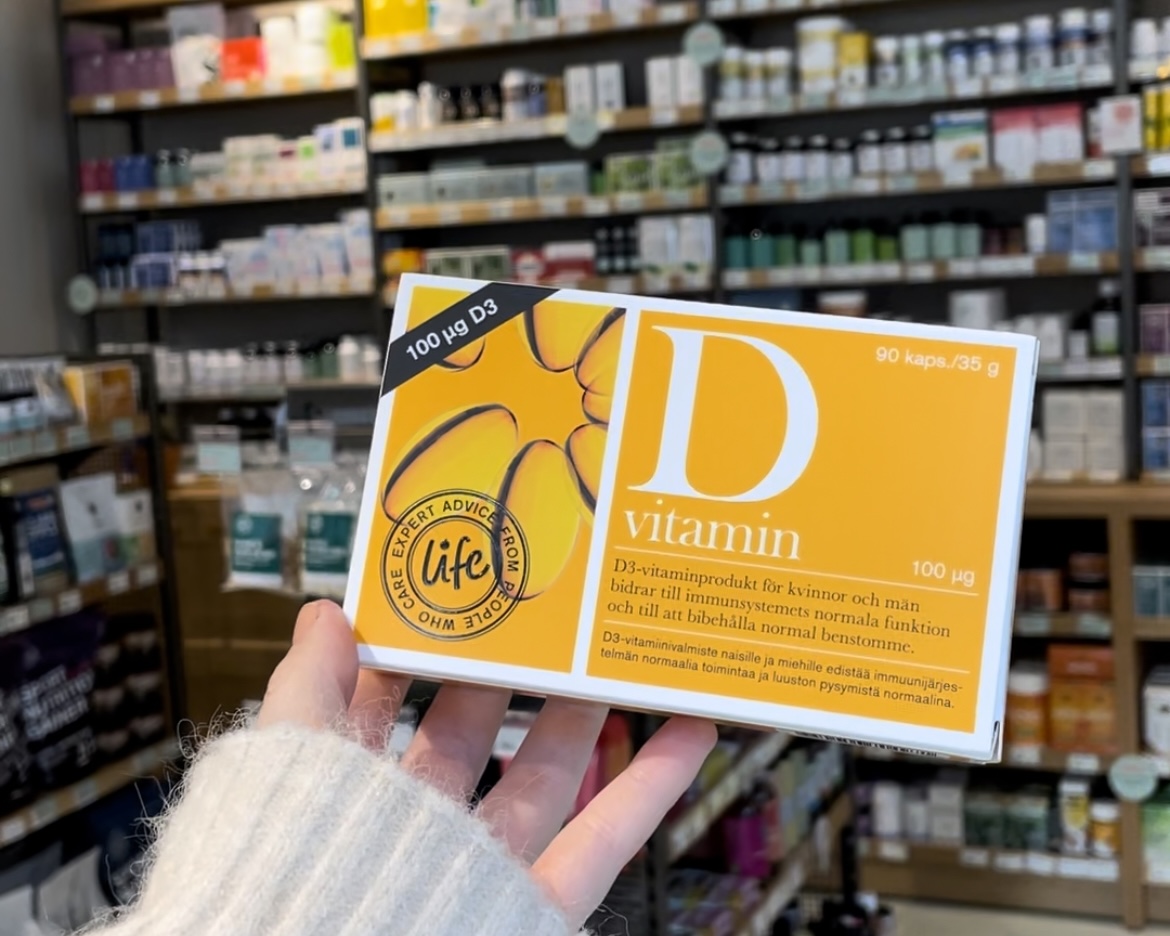 100 µg D3
EXPERT ADVICE FROM PEOPLE WHO CARE
life
90 kaps./35 g
D
vitamin
100 µg
D3-vitaminprodukt för kvinnor och män
bidrar till immunsystemets normala funktion
och till att bibehålla normal benstomme.
D3-vitamiinivalmiste naisille ja miehille edistää immuunijärjes-
telmän normaalia toimintaa ja luuston pysymistä normaalina.